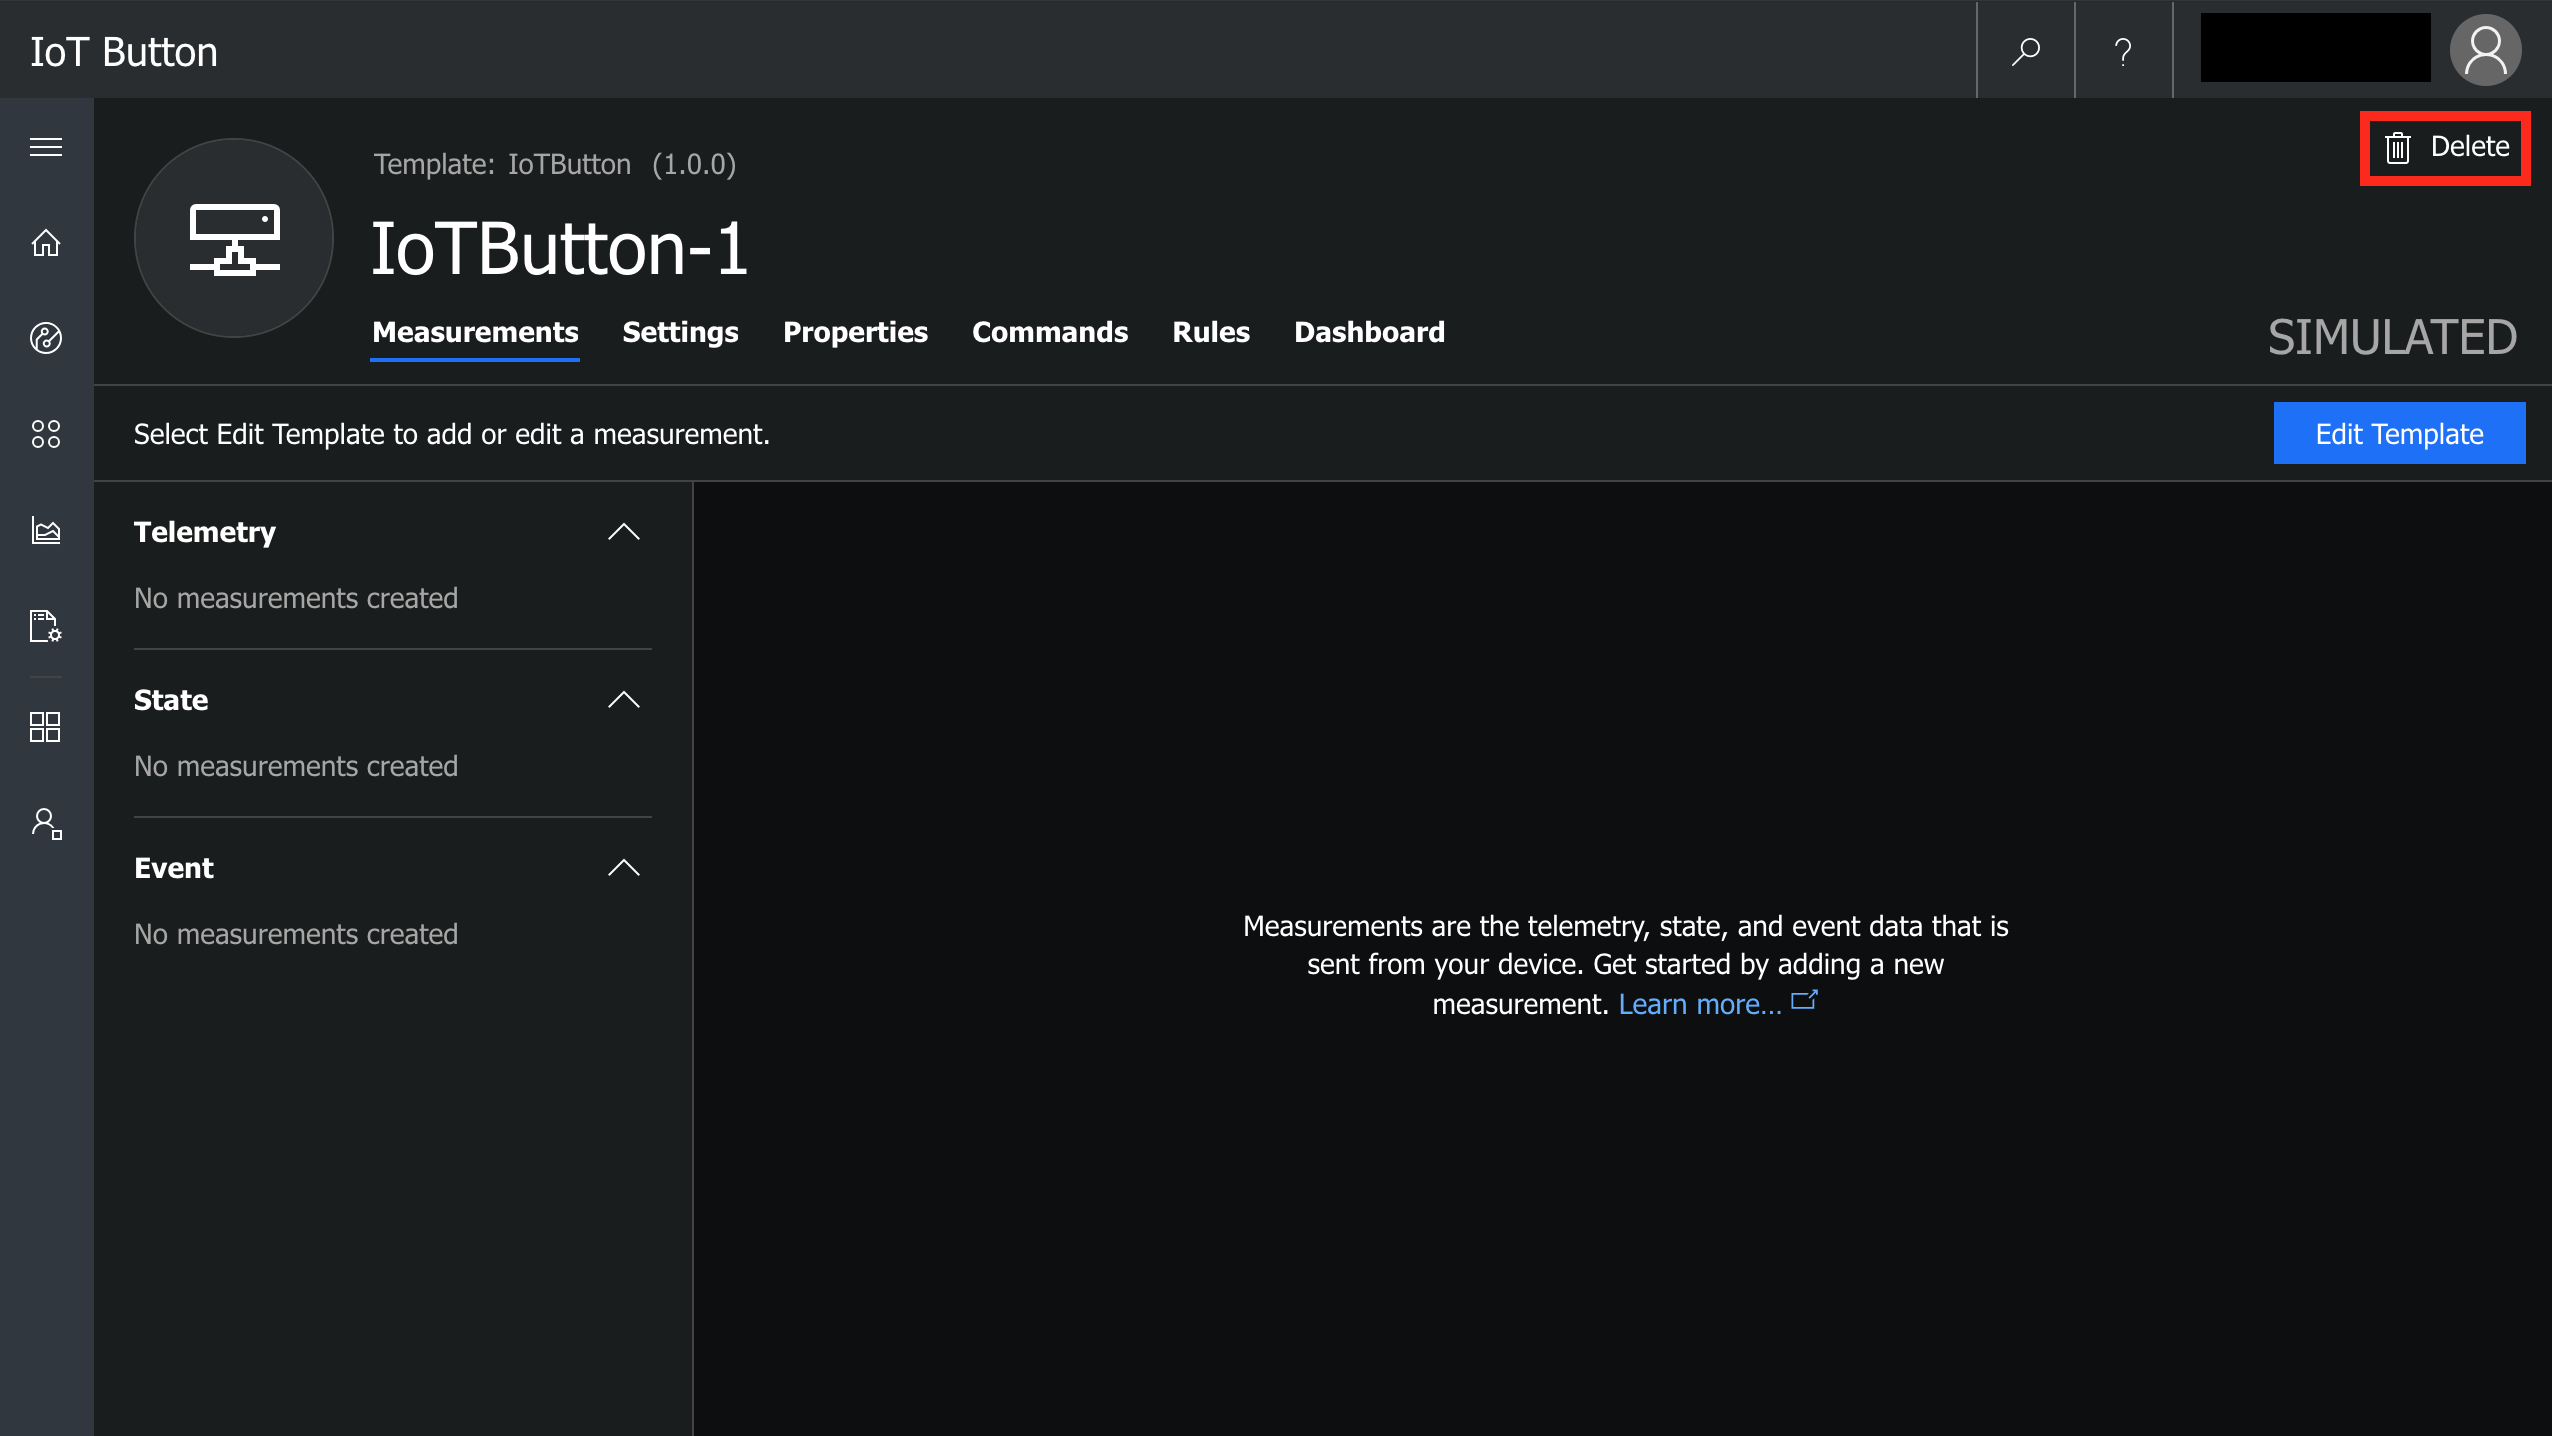 IoT Button
?
Delete
Template: IoTButton (1.0.0)
IoTButton-1
Measurements Settings Properties Commands Rules Dashboard
SIMULATED
Select Edit Template to add or edit a measurement.
Edit Template
Telemetry
No measurements created
State
No measurements created
Event
No measurements created
Measurements are the telemetry, state, and event data that is
sent from your device. Get started by adding a new
measurement. Learn more...